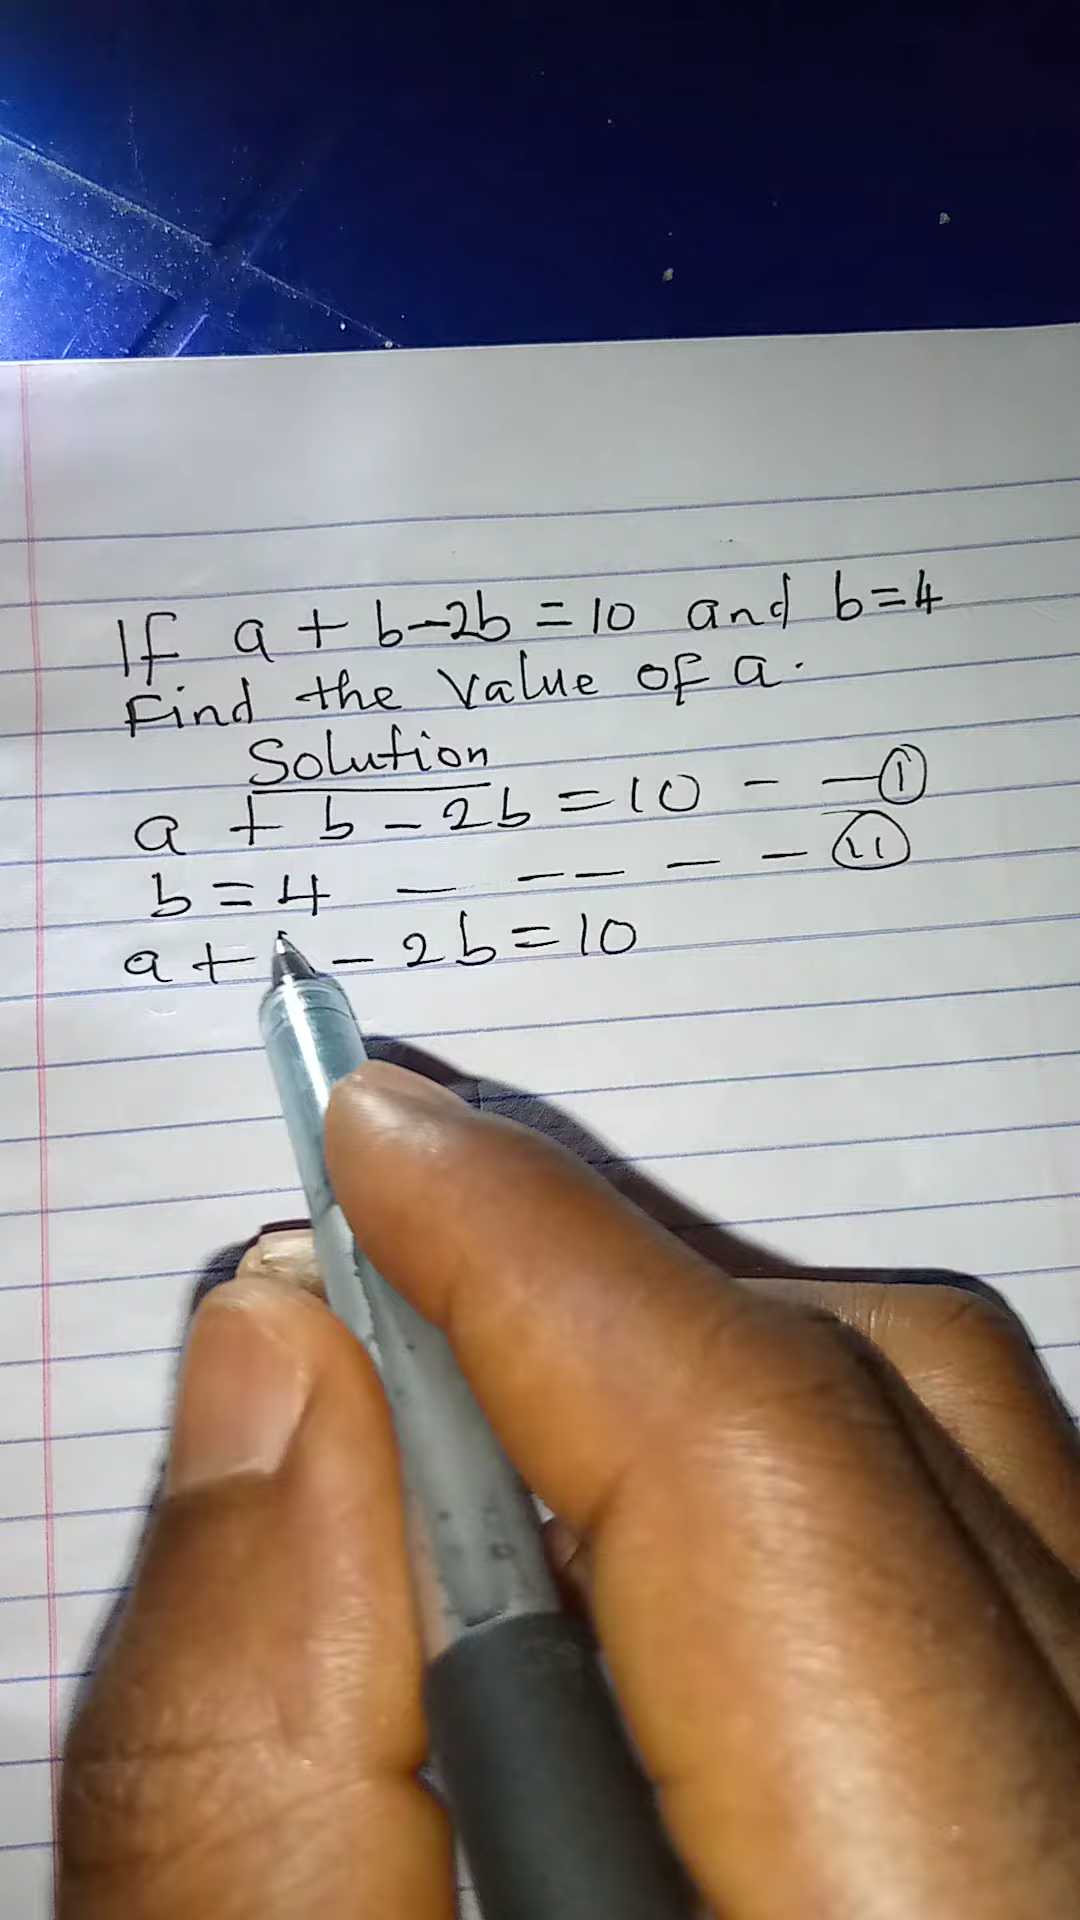 If a + b-2b = 10 and b=4
Find the value of a.
Solution
a + b - 2b = 10 - - (1)
b = 4 - - - - - (11)
a + - 2b = 10